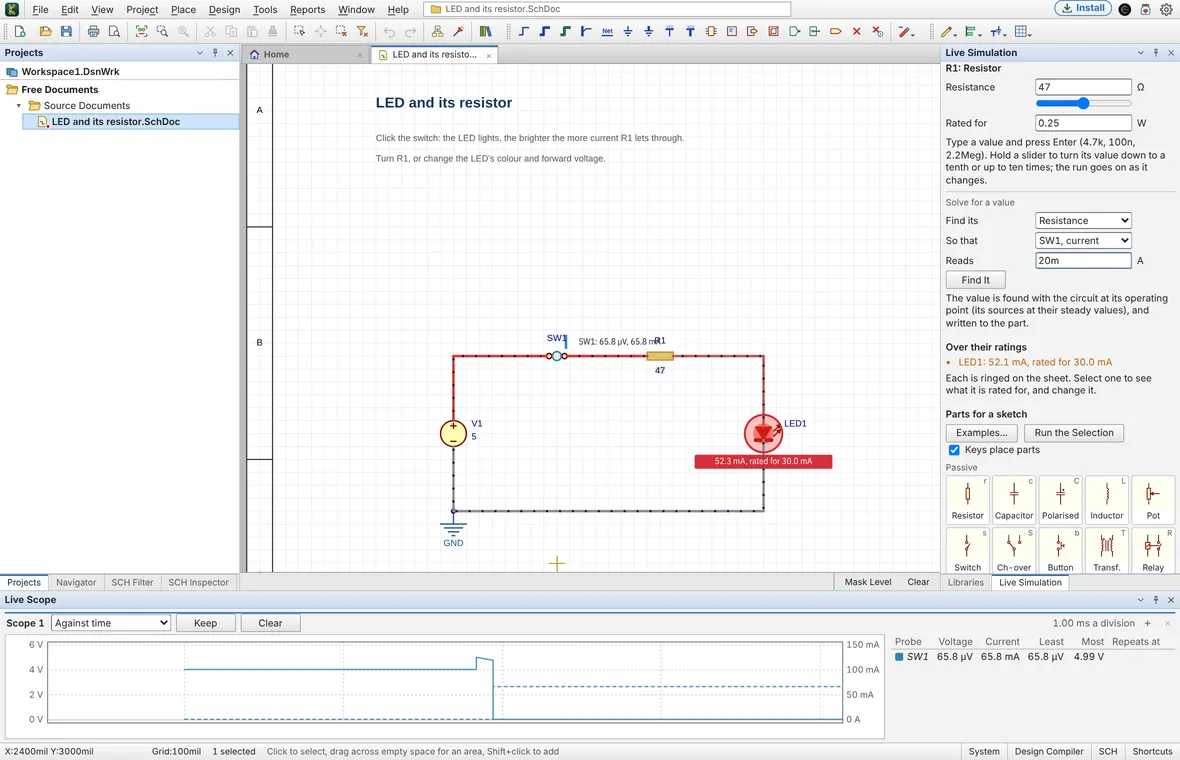 File Edit View Project Place Design Tools Reports Window Help LED and its resistor.SchDoc Install
Net
Projects
Workspace1.DsnWrk
Free Documents
Source Documents
LED and its resistor.SchDoc
Home
LED and its resisto...
A
LED and its resistor
Click the switch: the LED lights, the brighter the more current R1 lets through.
Turn R1, or change the LED's colour and forward voltage.
B
SW1
SW1: 65.8 µV, 65.8 mA
R1
47
V1
5
LED1
52.3 mA, rated for 30.0 mA
GND
Live Simulation
R1: Resistor
Resistance 47 Ω
Rated for 0.25 W
Type a value and press Enter (4.7k, 100n,
2.2Meg). Hold a slider to turn its value down to a
tenth or up to ten times; the run goes on as it
changes.
Solve for a value
Find its Resistance
So that SW1, current
Reads 20m A
Find It
The value is found with the circuit at its operating
point (its sources at their steady values), and
written to the part.
Over their ratings
• LED1: 52.1 mA, rated for 30.0 mA
Each is ringed on the sheet. Select one to see
what it is rated for, and change it.
Parts for a sketch
Examples... Run the Selection
Keys place parts
Passive
r c C L P
Resistor Capacitor Polarised Inductor Pot
s S b T R
Switch Ch-over Button Transf. Relay
Projects Navigator SCH Filter SCH Inspector
Mask Level Clear
Libraries Live Simulation
Live Scope
Scope 1 Against time Keep Clear 1.00 ms a division + ×
6 V 150 mA
4 V 100 mA
2 V 50 mA
0 V 0 A
Probe Voltage Current Least Most Repeats at
SW1 65.8 µV 65.8 mA 65.8 µV 4.99 V
X:2400mil Y:3000mil Grid:100mil 1 selected Click to select, drag across empty space for an area, Shift+click to add System Design Compiler SCH Shortcuts